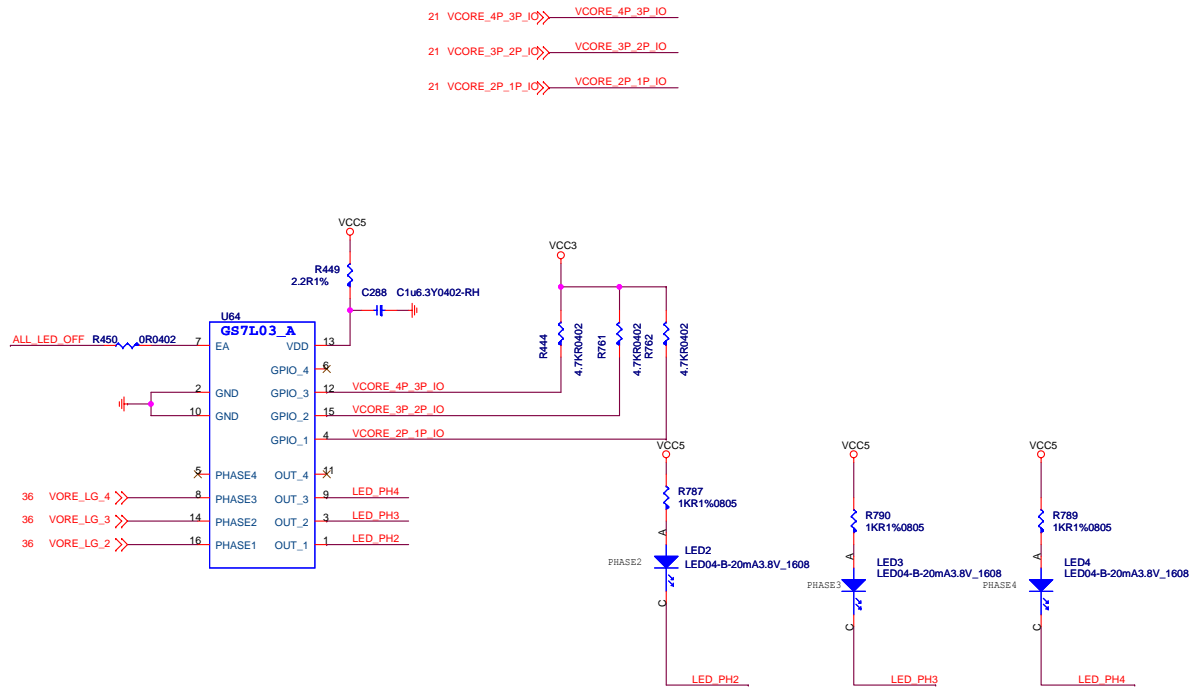 21 VCORE_4P_3P_IO VCORE_4P_3P_IO
21 VCORE_3P_2P_IO VCORE_3P_2P_IO
21 VCORE_2P_1P_IO VCORE_2P_1P_IO
VCC5
VCC3
R449
2.2R1%
C288 C1u6.3Y0402-RH
U64
GS7L03_A
ALL_LED_OFF R450 0R0402 7 EA VDD 13
GPIO_4 6
2 GND GPIO_3 12 VCORE_4P_3P_IO
10 GND GPIO_2 15 VCORE_3P_2P_IO
GPIO_1 4 VCORE_2P_1P_IO
R444 4.7KR0402
R761 4.7KR0402
R762 4.7KR0402
5 PHASE4 OUT_4 11
36 VORE_LG_4 8 PHASE3 OUT_3 9 LED_PH4
36 VORE_LG_3 14 PHASE2 OUT_2 3 LED_PH3
36 VORE_LG_2 16 PHASE1 OUT_1 1 LED_PH2
VCC5 VCC5 VCC5
R787
1KR1%0805
R790
1KR1%0805
R789
1KR1%0805
A A A
PHASE2 LED2
LED04-B-20mA3.8V_1608
PHASE3 LED3
LED04-B-20mA3.8V_1608
PHASE4 LED4
LED04-B-20mA3.8V_1608
C C C
LED_PH2 LED_PH3 LED_PH4